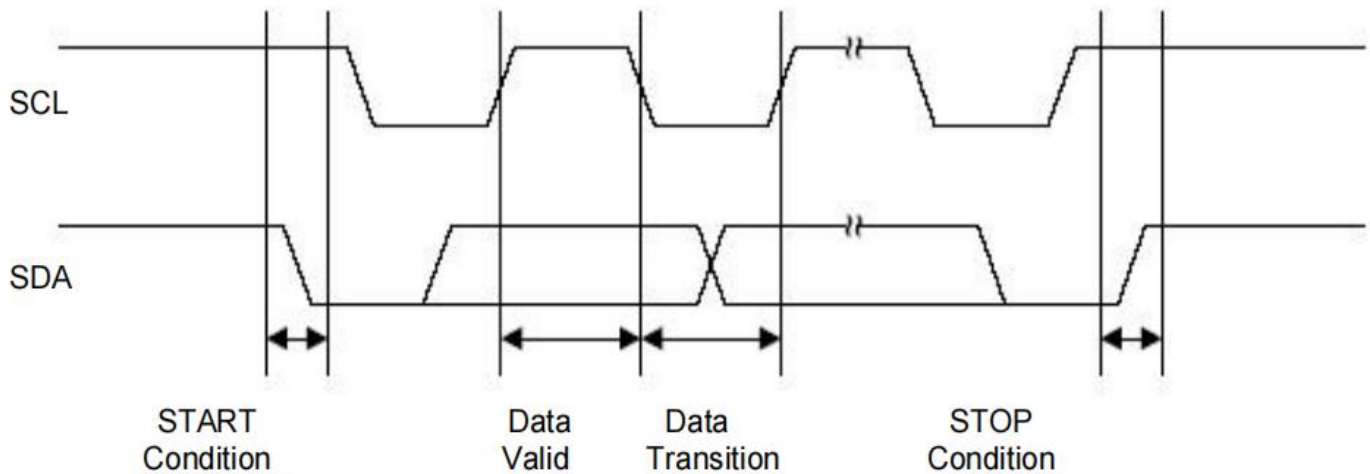 SCL
SDA
START
Condition
Data
Valid
Data
Transition
STOP
Condition